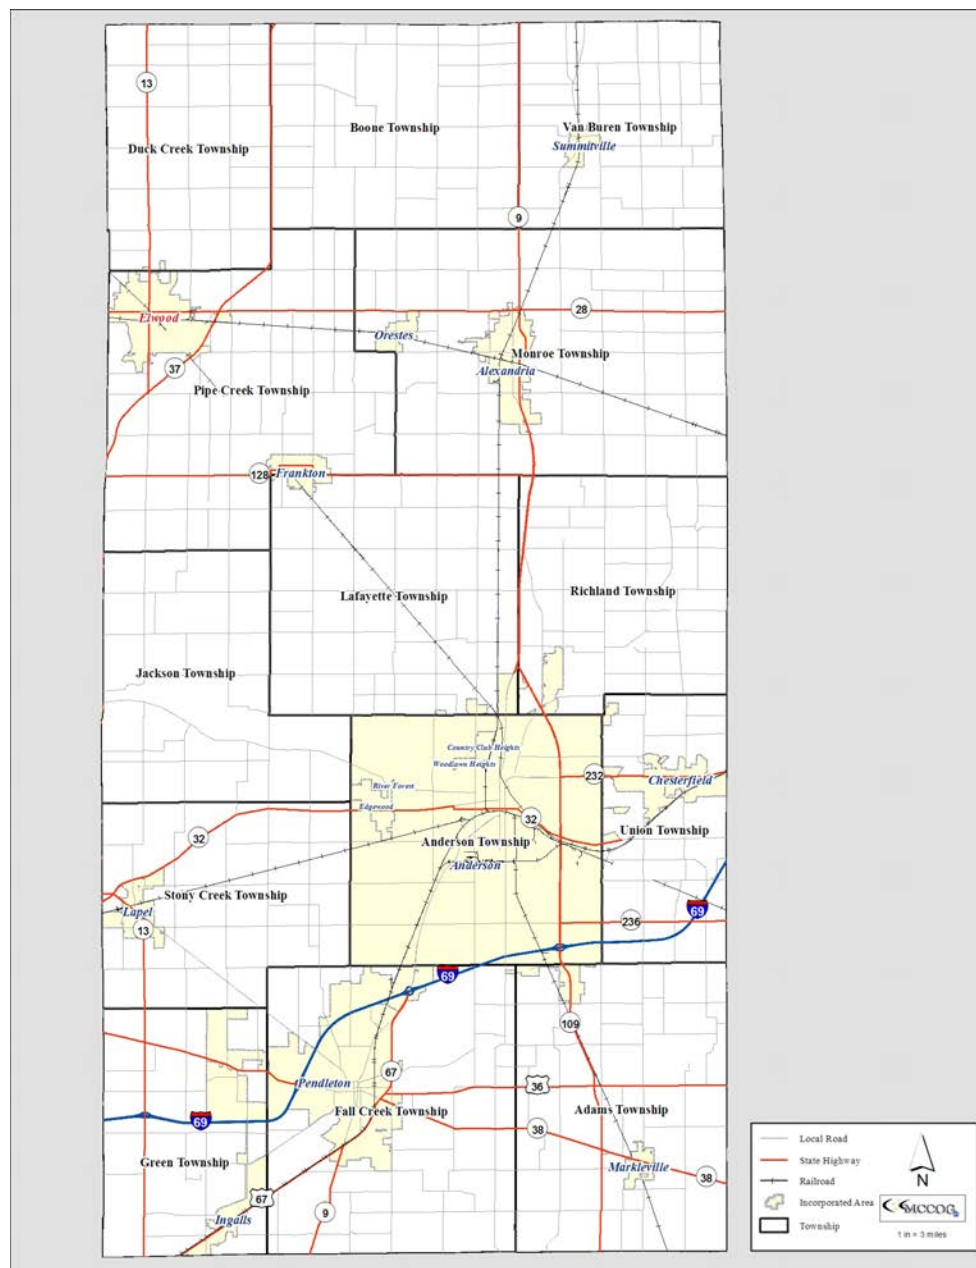 13
Boone Township
Van Buren Township
Duck Creek Township
Summitville
9
28
Elwood
Orestes
Monroe Township
37
Alexandria
Pipe Creek Township
128
Frankton
Lafayette Township
Richland Township
Jackson Township
Country Club Heights
Woodlawn Heights
232
Chesterfield
River Forest
Edgewood
32
32
Union Township
Anderson Township
Anderson
Stony Creek Township
Lapel
69
236
13
69
109
67
Pendleton
36
Fall Creek Township
Adams Township
69
38
Green Township
Markleville
38
67
Ingalls
9
Local Road
State Highway
Railroad
Incorporated Area
Township
N
MCCOG
1 in = 3 miles